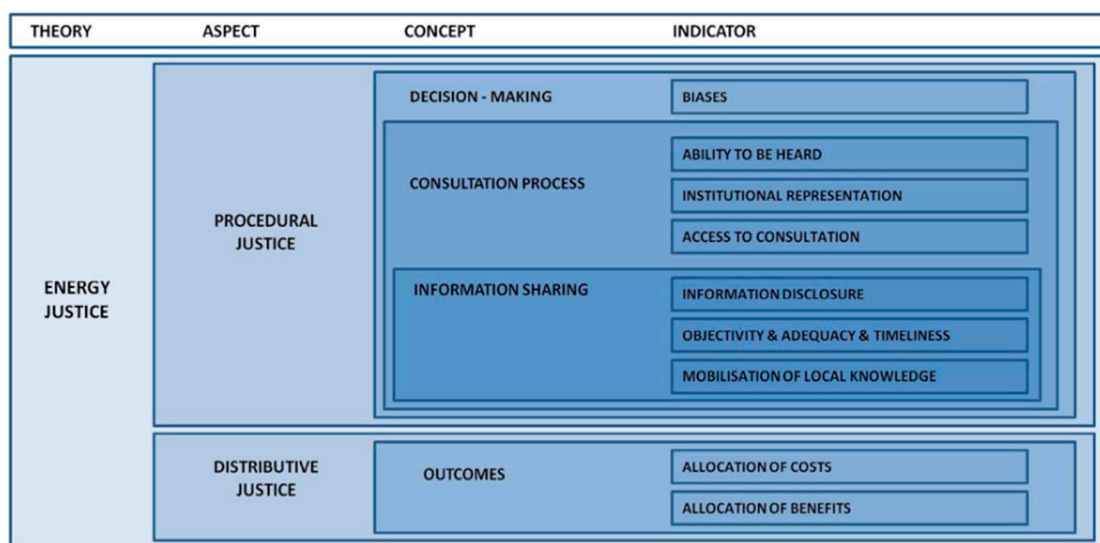 THEORY ASPECT CONCEPT INDICATOR
DECISION - MAKING BIASES
ABILITY TO BE HEARD
CONSULTATION PROCESS INSTITUTIONAL REPRESENTATION
ACCESS TO CONSULTATION
PROCEDURAL
JUSTICE
INFORMATION SHARING INFORMATION DISCLOSURE
OBJECTIVITY & ADEQUACY & TIMELINESS
MOBILISATION OF LOCAL KNOWLEDGE
ENERGY
JUSTICE
DISTRIBUTIVE
JUSTICE
OUTCOMES
ALLOCATION OF COSTS
ALLOCATION OF BENEFITS